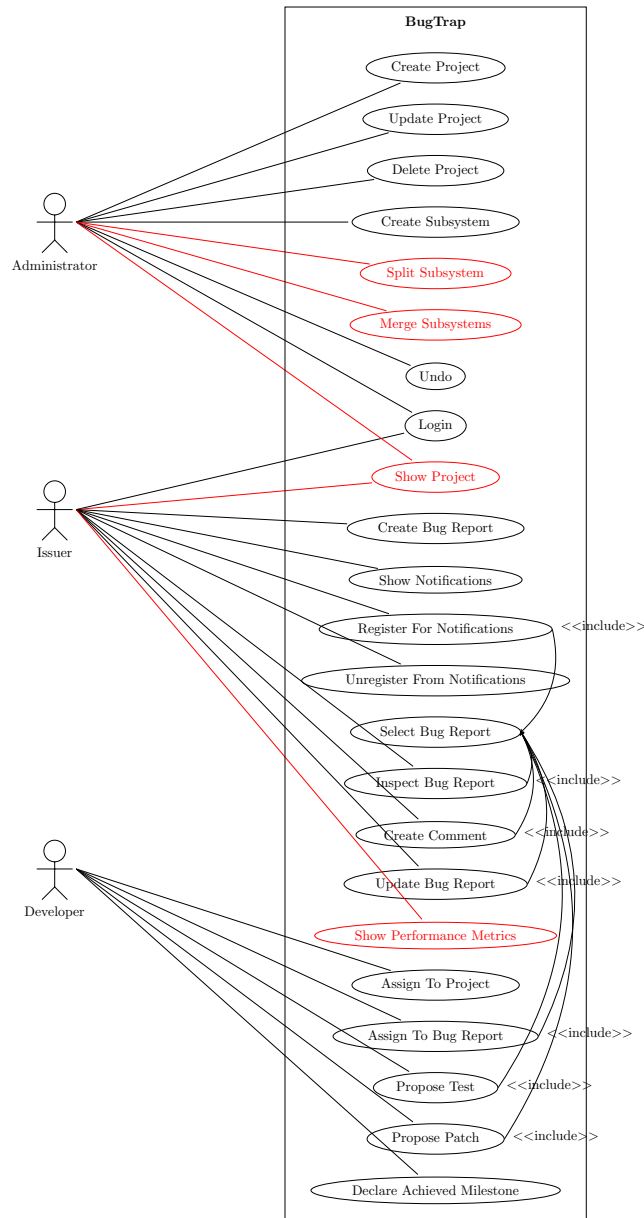 BugTrap
Create Project
Update Project
Delete Project
Create Subsystem
Administrator
Split Subsystem
Merge Subsystems
Undo
Login
Show Project
Create Bug Report
Issuer
Show Notifications
Register For Notifications
<<include>>
Unregister From Notifications
Select Bug Report
Inspect Bug Report
<<include>>
Create Comment
<<include>>
Update Bug Report
<<include>>
Developer
Show Performance Metrics
Assign To Project
Assign To Bug Report
<<include>>
Propose Test
<<include>>
Propose Patch
<<include>>
Declare Achieved Milestone